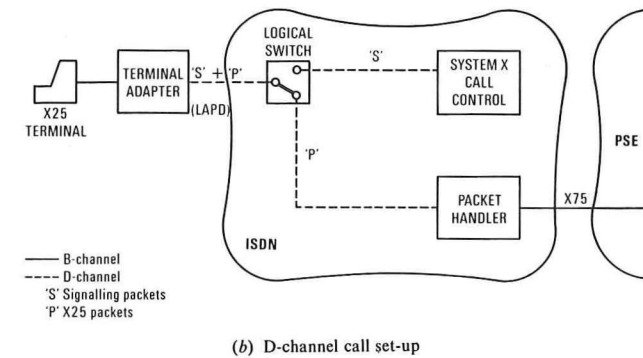 LOGICAL
SWITCH
'S'
TERMINAL
ADAPTER
'S' + 'P'
(LAPD)
SYSTEM X
CALL
CONTROL
X25
TERMINAL
PSE
'P'
PACKET
HANDLER
X75
ISDN
B-channel
D-channel
'S' Signalling packets
'P' X25 packets
(b) D-channel call set-up